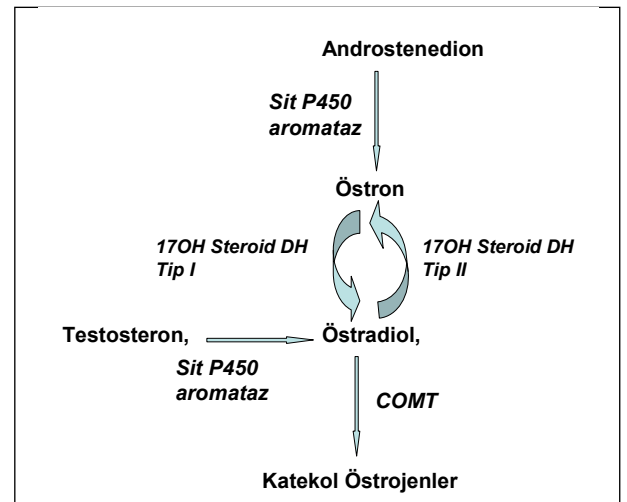 Androstenedion
Sit P450
aromataz
Östron
17OH Steroid DH
Tip I
17OH Steroid DH
Tip II
Testosteron,
Östradiol,
Sit P450
aromataz
COMT
Katekol Östrojenler